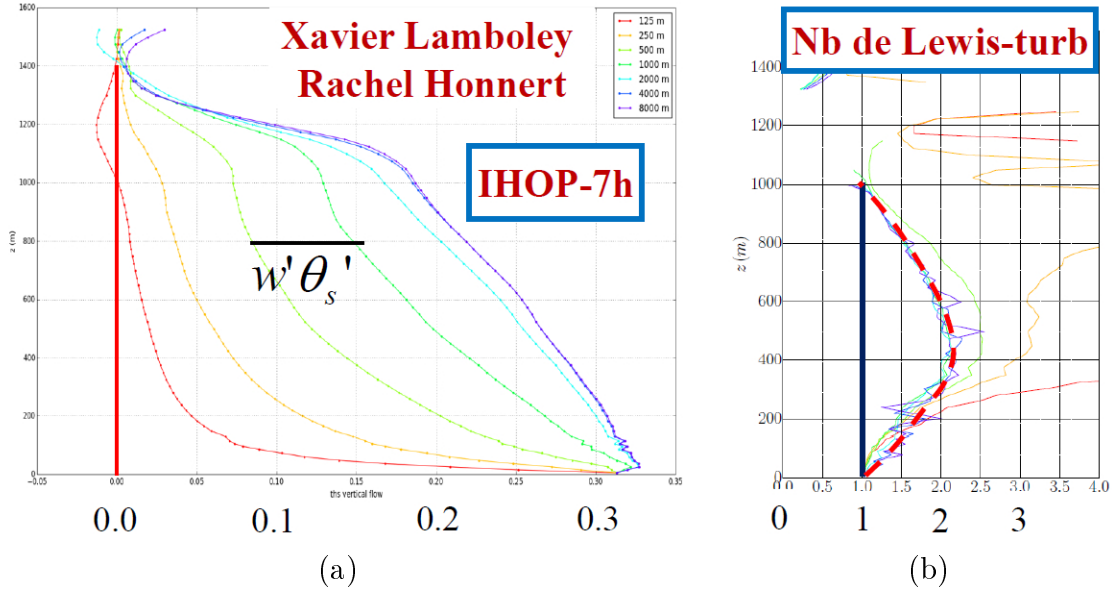 Xavier Lamboley
Rachel Honnert
125 m
250 m
500 m
1000 m
2000 m
4000 m
8000 m
IHOP-7h
w'θs'
z (m)
1600
1400
1200
1000
800
600
400
200
0
−0.05 0.00 0.05 0.10 0.15 0.20 0.25 0.30 0.35
ths vertical flow
0.0 0.1 0.2 0.3
(a)
Nb de Lewis-turb
z (m)
1400
1200
1000
800
600
400
200
0
0.0 0.5 1.0 1.5 2.0 2.5 3.0 3.5 4.0
0 1 2 3
(b)